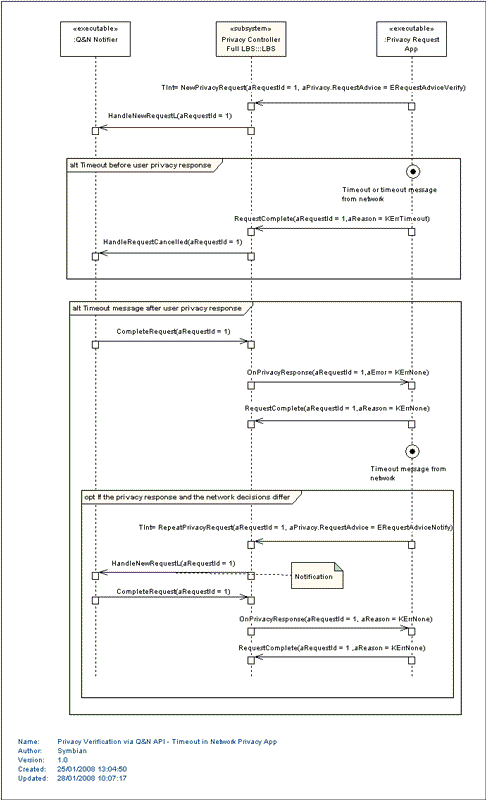 «executable»
:Q&N Notifier
«subsystem»
Privacy Controller
Full LBS:::LBS
«executable»
:Privacy Request
App
TInt= NewPrivacyRequest(aRequestId = 1, aPrivacy.RequestAdvice = ERequestAdviceVerify)
HandleNewRequestL(aRequestId = 1)
alt Timeout before user privacy response
Timeout or timeout message
from network
RequestComplete(aRequestId = 1,aReason = KErrTimeout)
HandleRequestCancelled(aRequestId = 1)
alt Timeout message after user privacy response
CompleteRequest(aRequestId = 1)
OnPrivacyResponse(aRequestId = 1,aError = KErrNone)
RequestComplete(aRequestId = 1,aReason = KErrNone)
Timeout message from
network
opt If the privacy response and the network decisions differ
TInt= RepeatPrivacyRequest(aRequestId = 1, aPrivacy.RequestAdvice = ERequestAdviceNotify)
HandleNewRequestL(aRequestId = 1)
Notification
CompleteRequest(aRequestId = 1)
OnPrivacyResponse(aRequestId = 1, aReason = KErrNone)
RequestComplete(aRequestId = 1 ,aReason = KErrNone)
Name: Privacy Verification via Q&N API - Timeout in Network Privacy App
Author: Symbian
Version: 1.0
Created: 25/01/2008 13:04:50
Updated: 28/01/2008 10:07:17